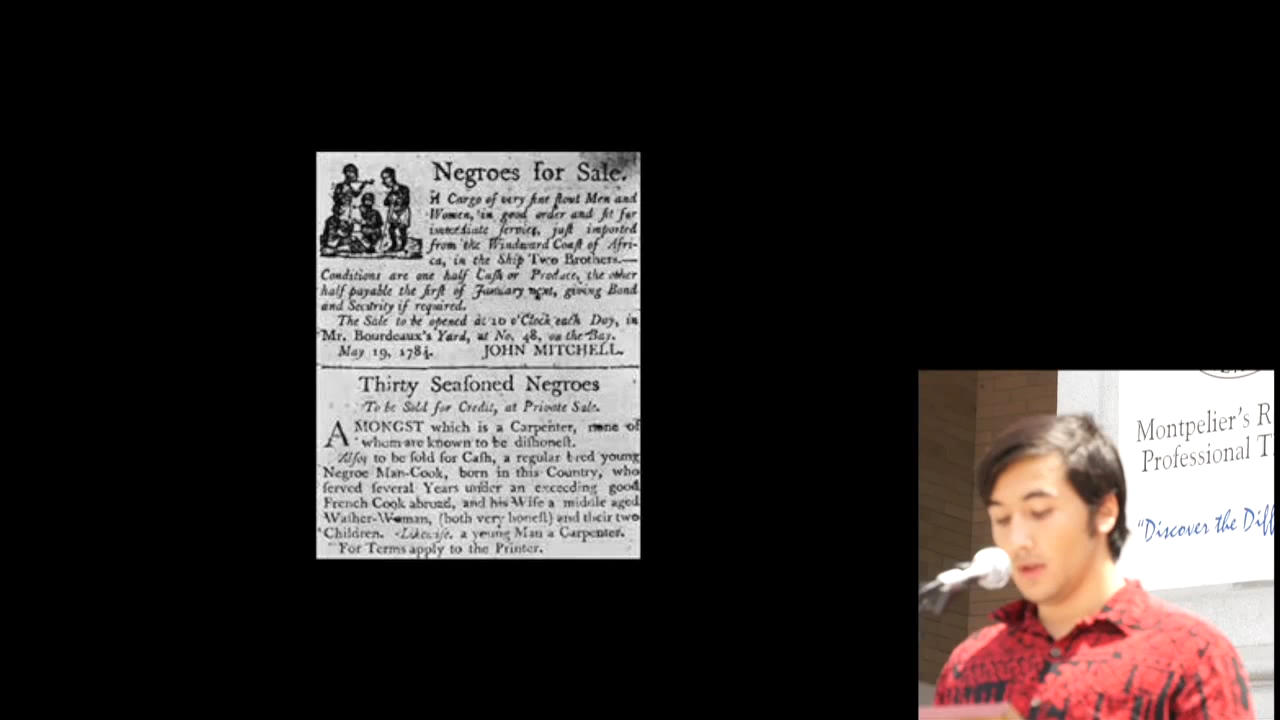 Negroes for Sale.
A Cargo of very fine ſtout Men and
Women, in good order and fit for
immediate ſervice, juſt imported
from the Windward Coaſt of Afri-
ca, in the Ship Two Brothers.—
Conditions are one half Caſh or Produce, the other
half payable the firſt of January next, giving Bond
and Security if required.
The Sale to be opened at 10 o'Clock each Day, in
Mr. Bourdeaux's Yard, at No. 48, on the Bay.
May 19, 1784. JOHN MITCHELL.
Thirty Seaſoned Negroes
To be Sold for Credit, at Private Sale.
AMONGST which is a Carpenter, none of
whom are known to be diſhoneſt.
Alſo, to be ſold for Caſh, a regular bred young
Negroe Man-Cook, born in this Country, who
ſerved ſeveral Years under an exceeding good
French Cook abroad, and his Wife a middle aged
Waſher-Woman, (both very honeſt) and their two
Children. Likewiſe, a young Man a Carpenter.
For Terms apply to the Printer.
Montpelier's R
Professional T
"Discover the Diff